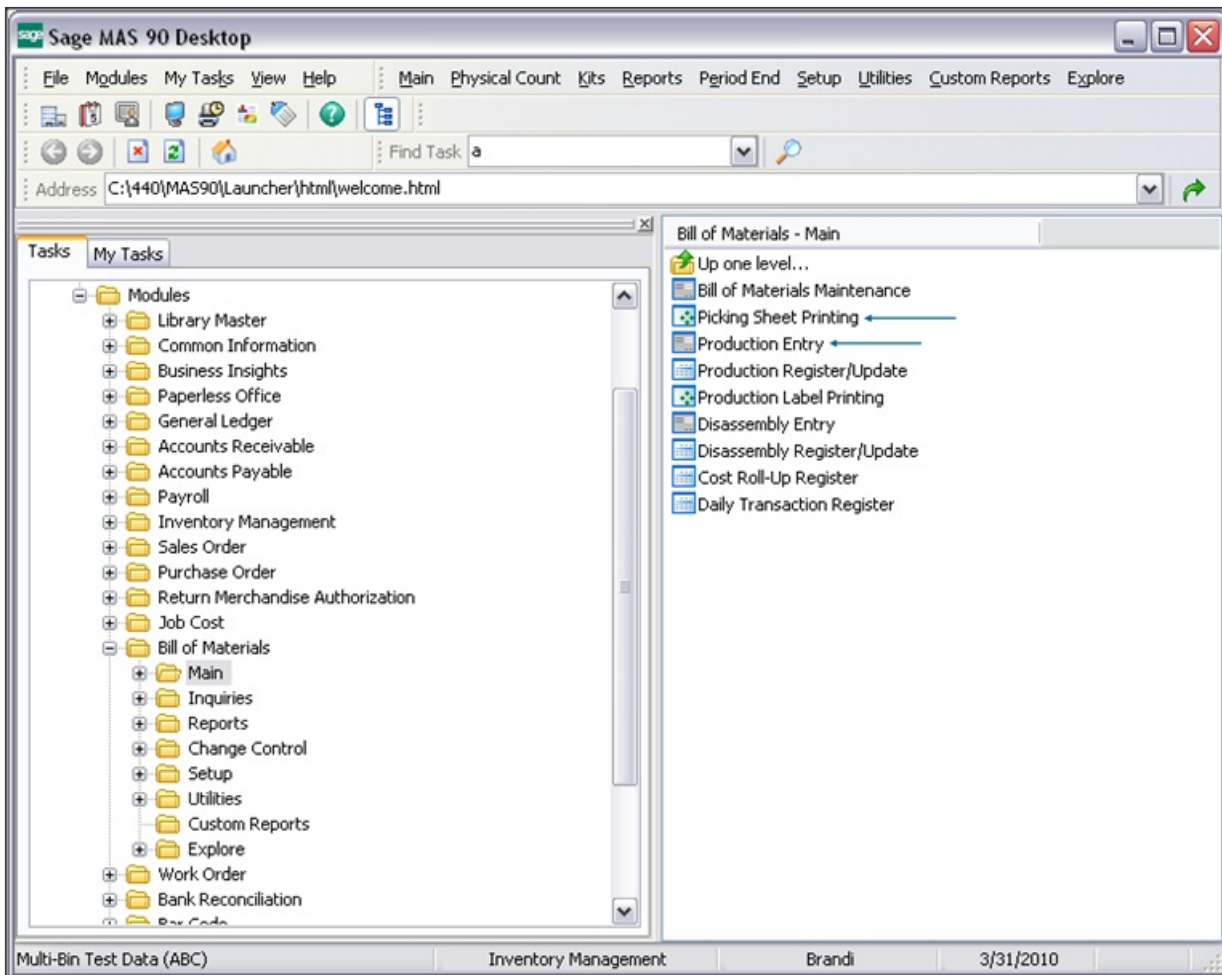 sage Sage MAS 90 Desktop
File Modules My Tasks View Help Main Physical Count Kits Reports Period End Setup Utilities Custom Reports Explore
Find Task a
Address C:\440\MAS90\Launcher\html\welcome.html
Tasks My Tasks
Modules
Library Master
Common Information
Business Insights
Paperless Office
General Ledger
Accounts Receivable
Accounts Payable
Payroll
Inventory Management
Sales Order
Purchase Order
Return Merchandise Authorization
Job Cost
Bill of Materials
Main
Inquiries
Reports
Change Control
Setup
Utilities
Custom Reports
Explore
Work Order
Bank Reconciliation
Bar Code
Bill of Materials - Main
Up one level...
Bill of Materials Maintenance
Picking Sheet Printing
Production Entry
Production Register/Update
Production Label Printing
Disassembly Entry
Disassembly Register/Update
Cost Roll-Up Register
Daily Transaction Register
Multi-Bin Test Data (ABC) Inventory Management Brandi 3/31/2010